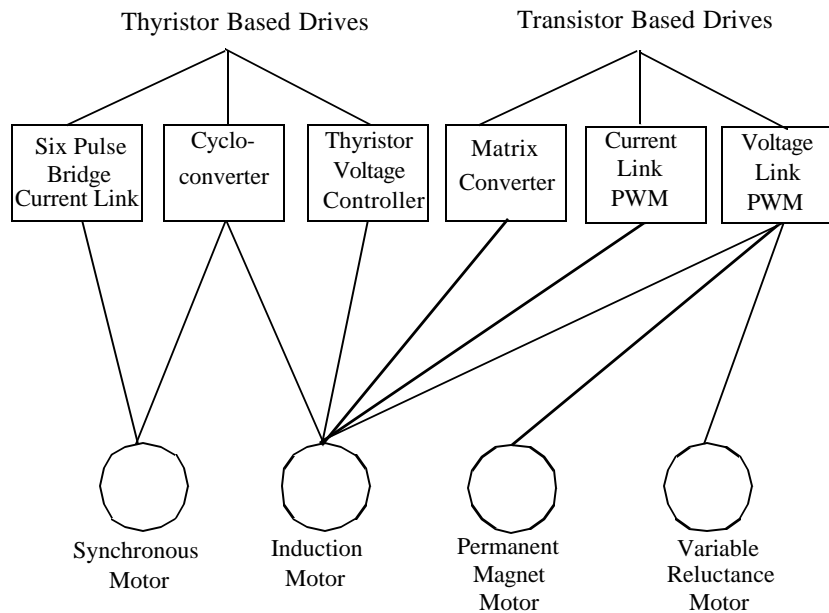 Thyristor Based Drives
Transistor Based Drives
Six Pulse
Bridge
Current Link
Cyclo-
converter
Thyristor
Voltage
Controller
Matrix
Converter
Current
Link
PWM
Voltage
Link
PWM
Synchronous
Motor
Induction
Motor
Permanent
Magnet
Motor
Variable
Reluctance
Motor